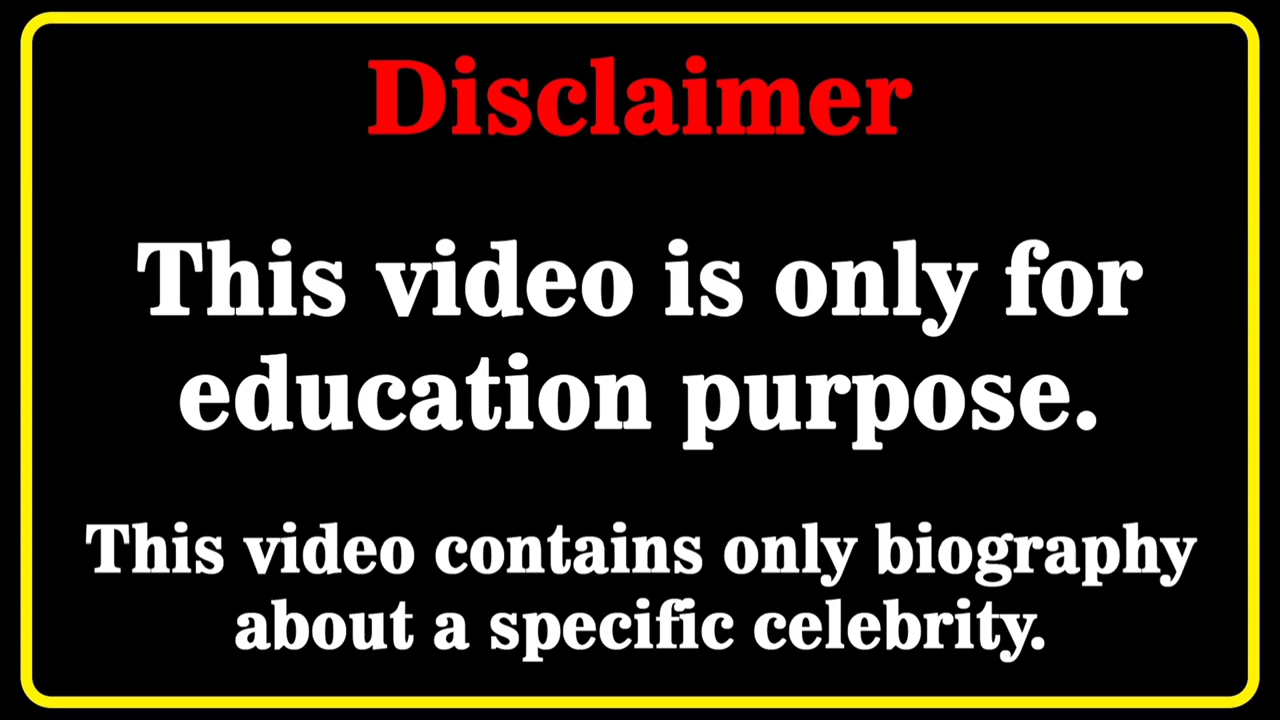 Disclaimer
This video is only for
education purpose.
This video contains only biography
about a specific celebrity.